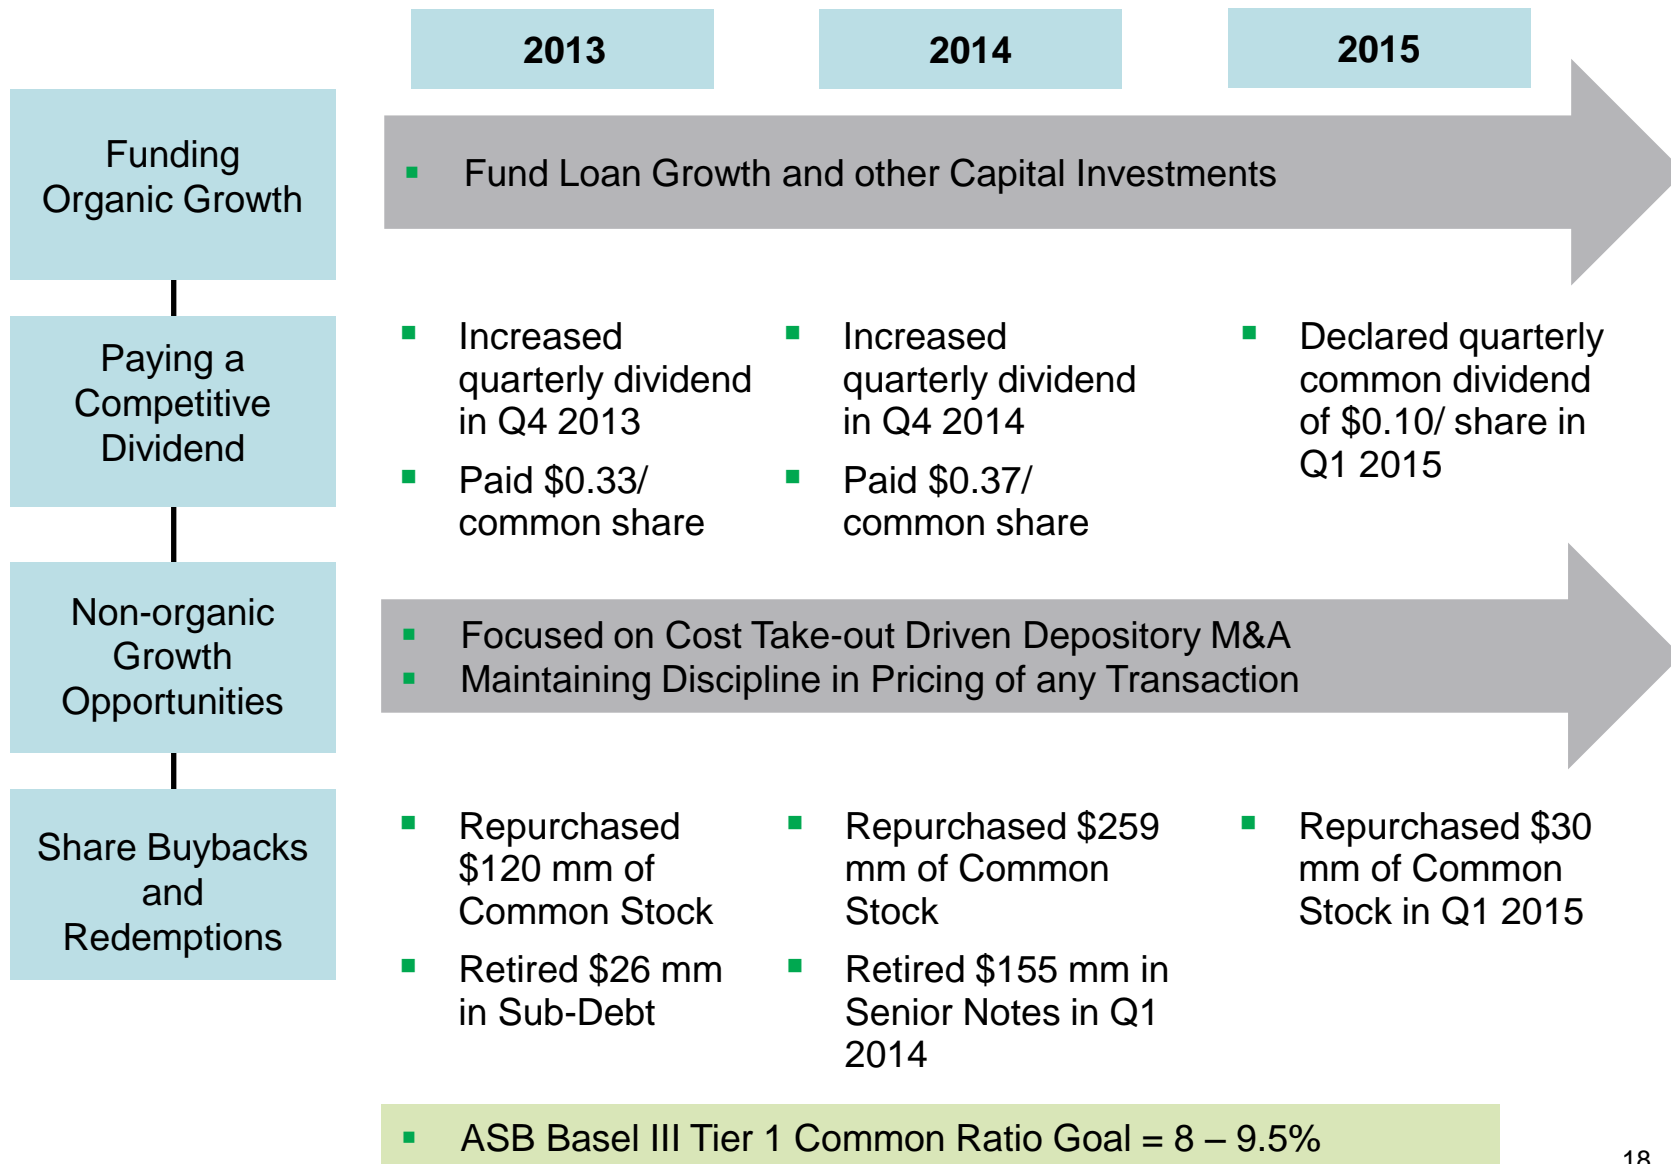 2013
2014
2015
Funding
Organic Growth
▪ Fund Loan Growth and other Capital Investments
Paying a
Competitive
Dividend
▪ Increased
quarterly dividend
in Q4 2013
▪ Paid $0.33/
common share
▪ Increased
quarterly dividend
in Q4 2014
▪ Paid $0.37/
common share
▪ Declared quarterly
common dividend
of $0.10/ share in
Q1 2015
Non-organic
Growth
Opportunities
▪ Focused on Cost Take-out Driven Depository M&A
▪ Maintaining Discipline in Pricing of any Transaction
Share Buybacks
and
Redemptions
▪ Repurchased
$120 mm of
Common Stock
▪ Retired $26 mm
in Sub-Debt
▪ Repurchased $259
mm of Common
Stock
▪ Retired $155 mm in
Senior Notes in Q1
2014
▪ Repurchased $30
mm of Common
Stock in Q1 2015
▪ ASB Basel III Tier 1 Common Ratio Goal = 8 – 9.5%
18